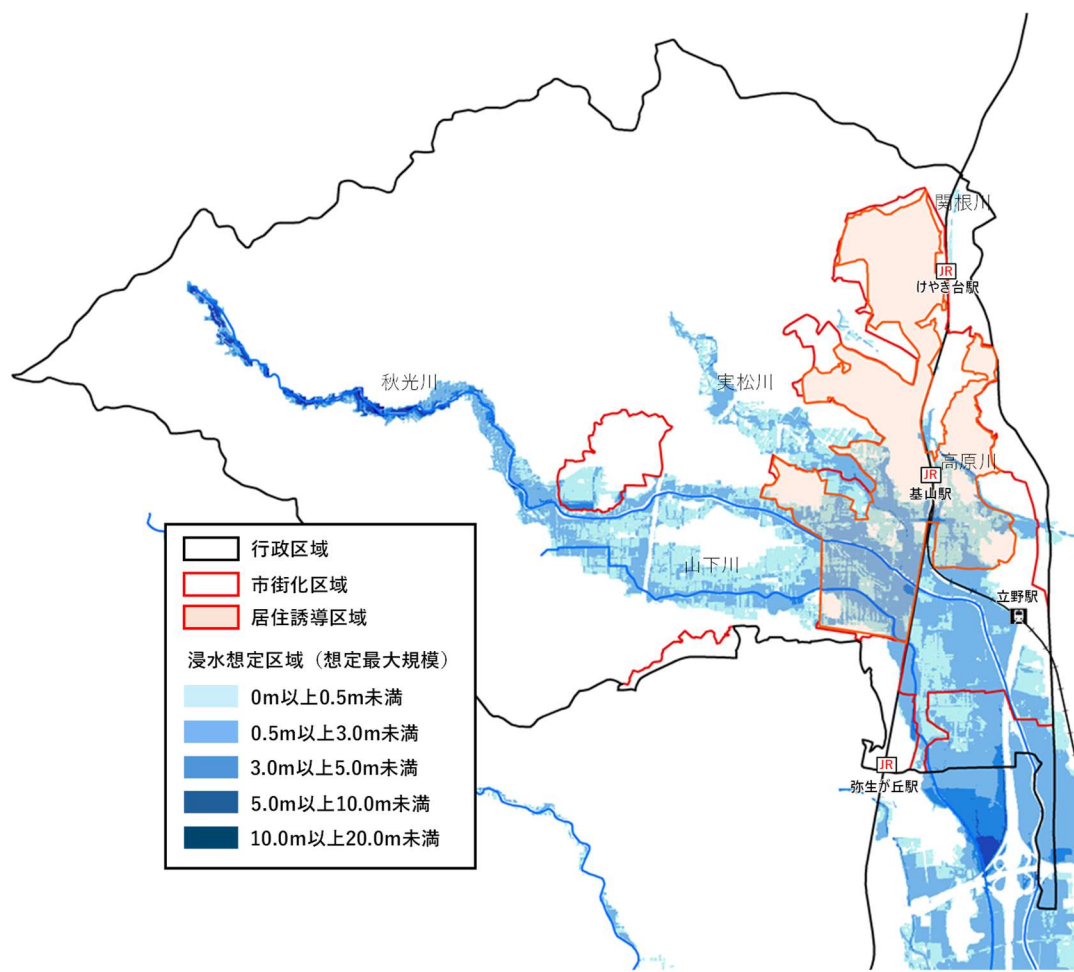 関根川
JR
けやき台駅
秋光川
実松川
高原川
JR
基山駅
山下川
立野駅
JR
弥生が丘駅
行政区域
市街化区域
居住誘導区域
浸水想定区域（想定最大規模）
0m以上0.5m未満
0.5m以上3.0m未満
3.0m以上5.0m未満
5.0m以上10.0m未満
10.0m以上20.0m未満